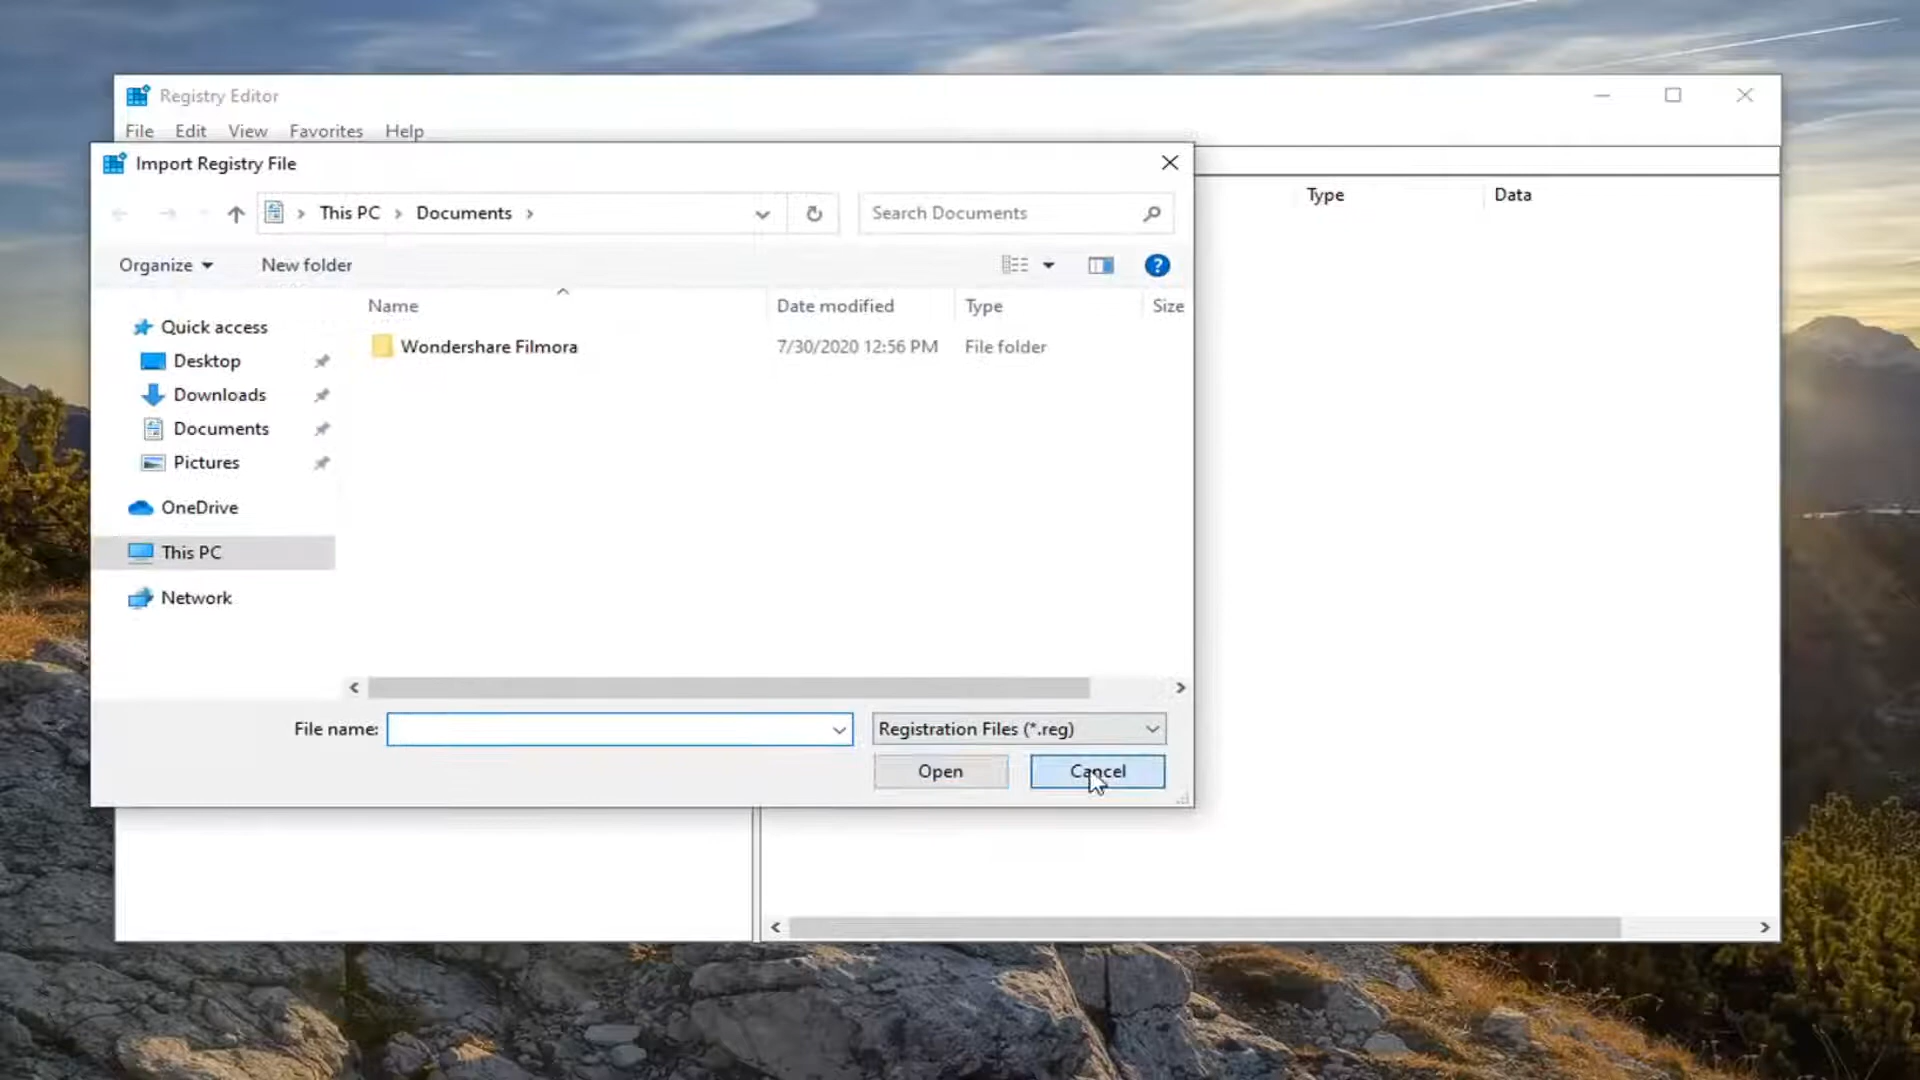 Registry Editor
File Edit View Favorites Help
Import Registry File
This PC Documents
Search Documents
Type Data
Organize New folder
?
Name Date modified Type Size
Quick access
Wondershare Filmora 7/30/2020 12:56 PM File folder
Desktop
Downloads
Documents
Pictures
OneDrive
This PC
Network
File name: Registration Files (*.reg)
Open Cancel